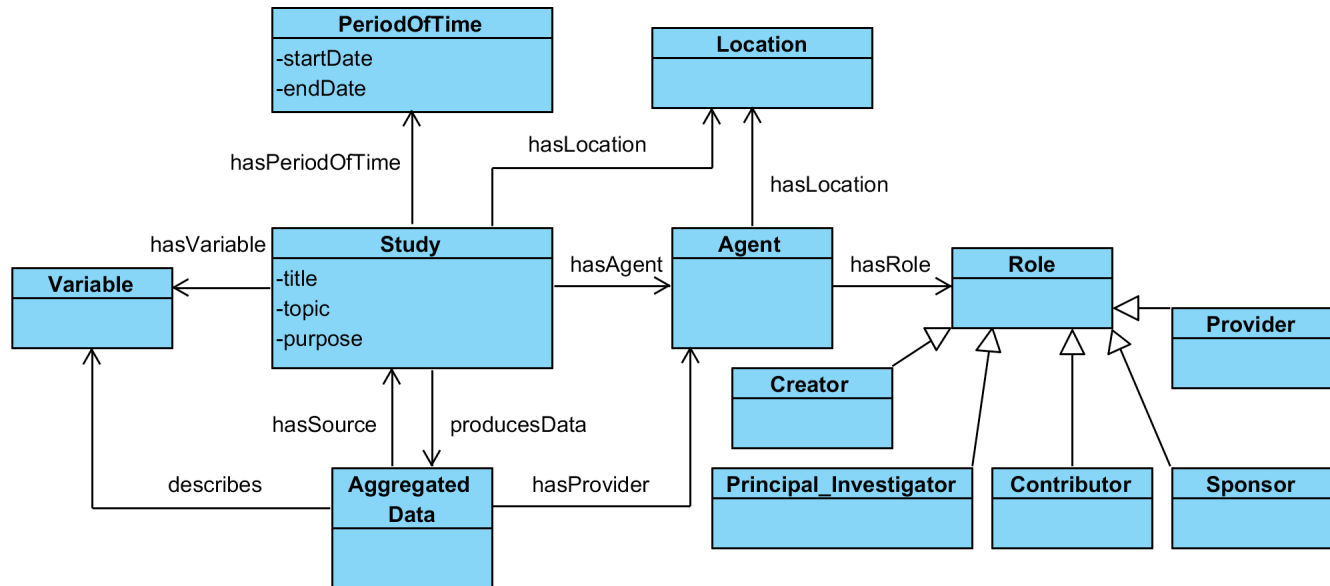 PeriodOfTime
-startDate
-endDate
Location
hasPeriodOfTime
hasLocation
hasLocation
hasVariable
Study
-title
-topic
-purpose
hasAgent
Agent
hasRole
Role
Variable
Provider
Creator
hasSource
producesData
describes
Aggregated
Data
hasProvider
Principal_Investigator
Contributor
Sponsor